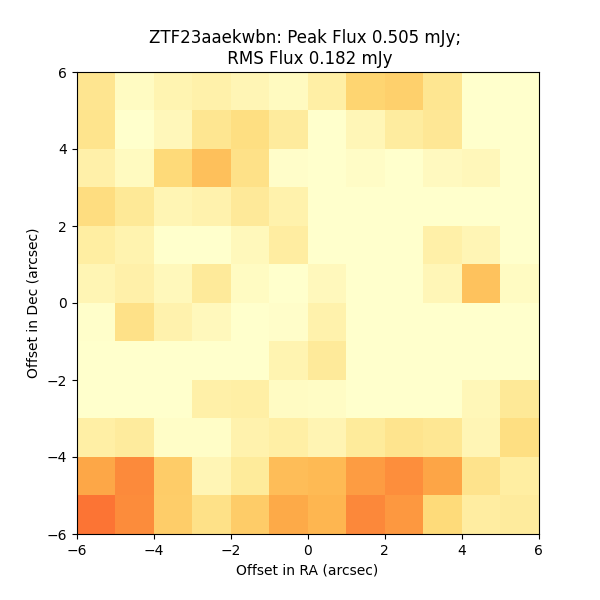 ZTF23aaekwbn: Peak Flux 0.505 mJy;
RMS Flux 0.182 mJy
6
4
2
0
−2
−4
−6
Offset in Dec (arcsec)
−6 −4 −2 0 2 4 6
Offset in RA (arcsec)